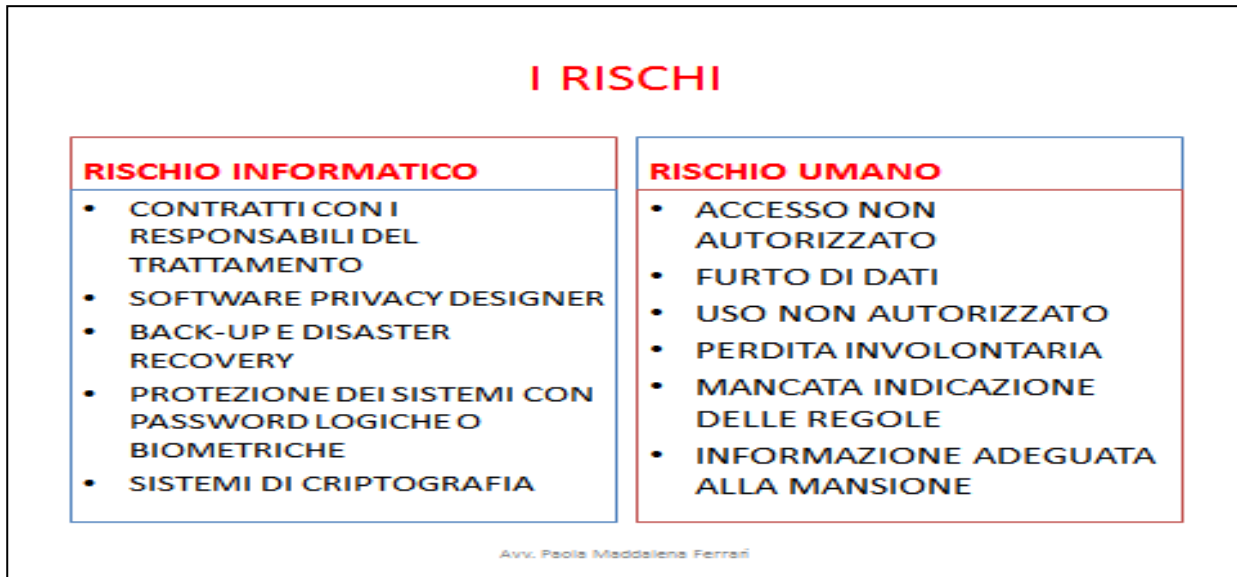 I RISCHI
RISCHIO INFORMATICO
• CONTRATTI CON I
RESPONSABILI DEL
TRATTAMENTO
• SOFTWARE PRIVACY DESIGNER
• BACK-UP E DISASTER
RECOVERY
• PROTEZIONE DEI SISTEMI CON
PASSWORD LOGICHE O
BIOMETRICHE
• SISTEMI DI CRIPTOGRAFIA
RISCHIO UMANO
• ACCESSO NON
AUTORIZZATO
• FURTO DI DATI
• USO NON AUTORIZZATO
• PERDITA INVOLONTARIA
• MANCATA INDICAZIONE
DELLE REGOLE
• INFORMAZIONE ADEGUATA
ALLA MANSIONE
Avv. Paola Maddalena Ferrari